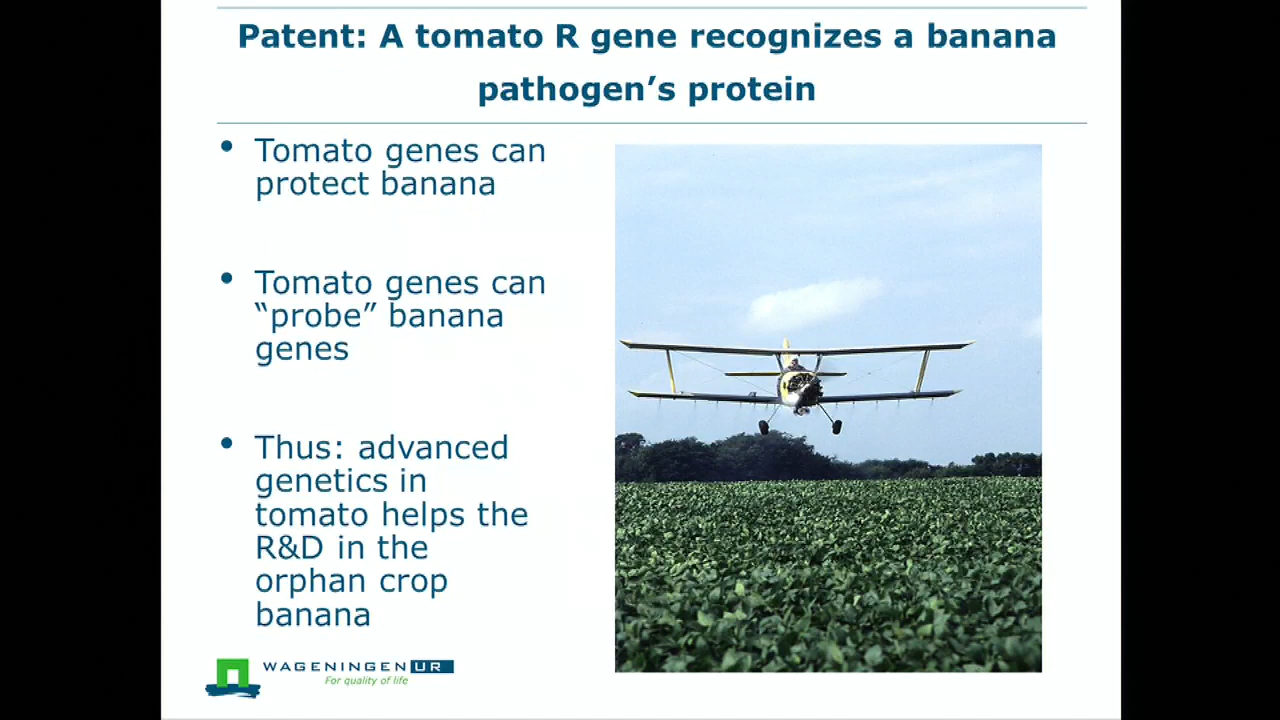 Patent: A tomato R gene recognizes a banana
pathogen’s protein
• Tomato genes can
protect banana
• Tomato genes can
“probe” banana
genes
• Thus: advanced
genetics in
tomato helps the
R&D in the
orphan crop
banana
WAGENINGEN UR
For quality of life